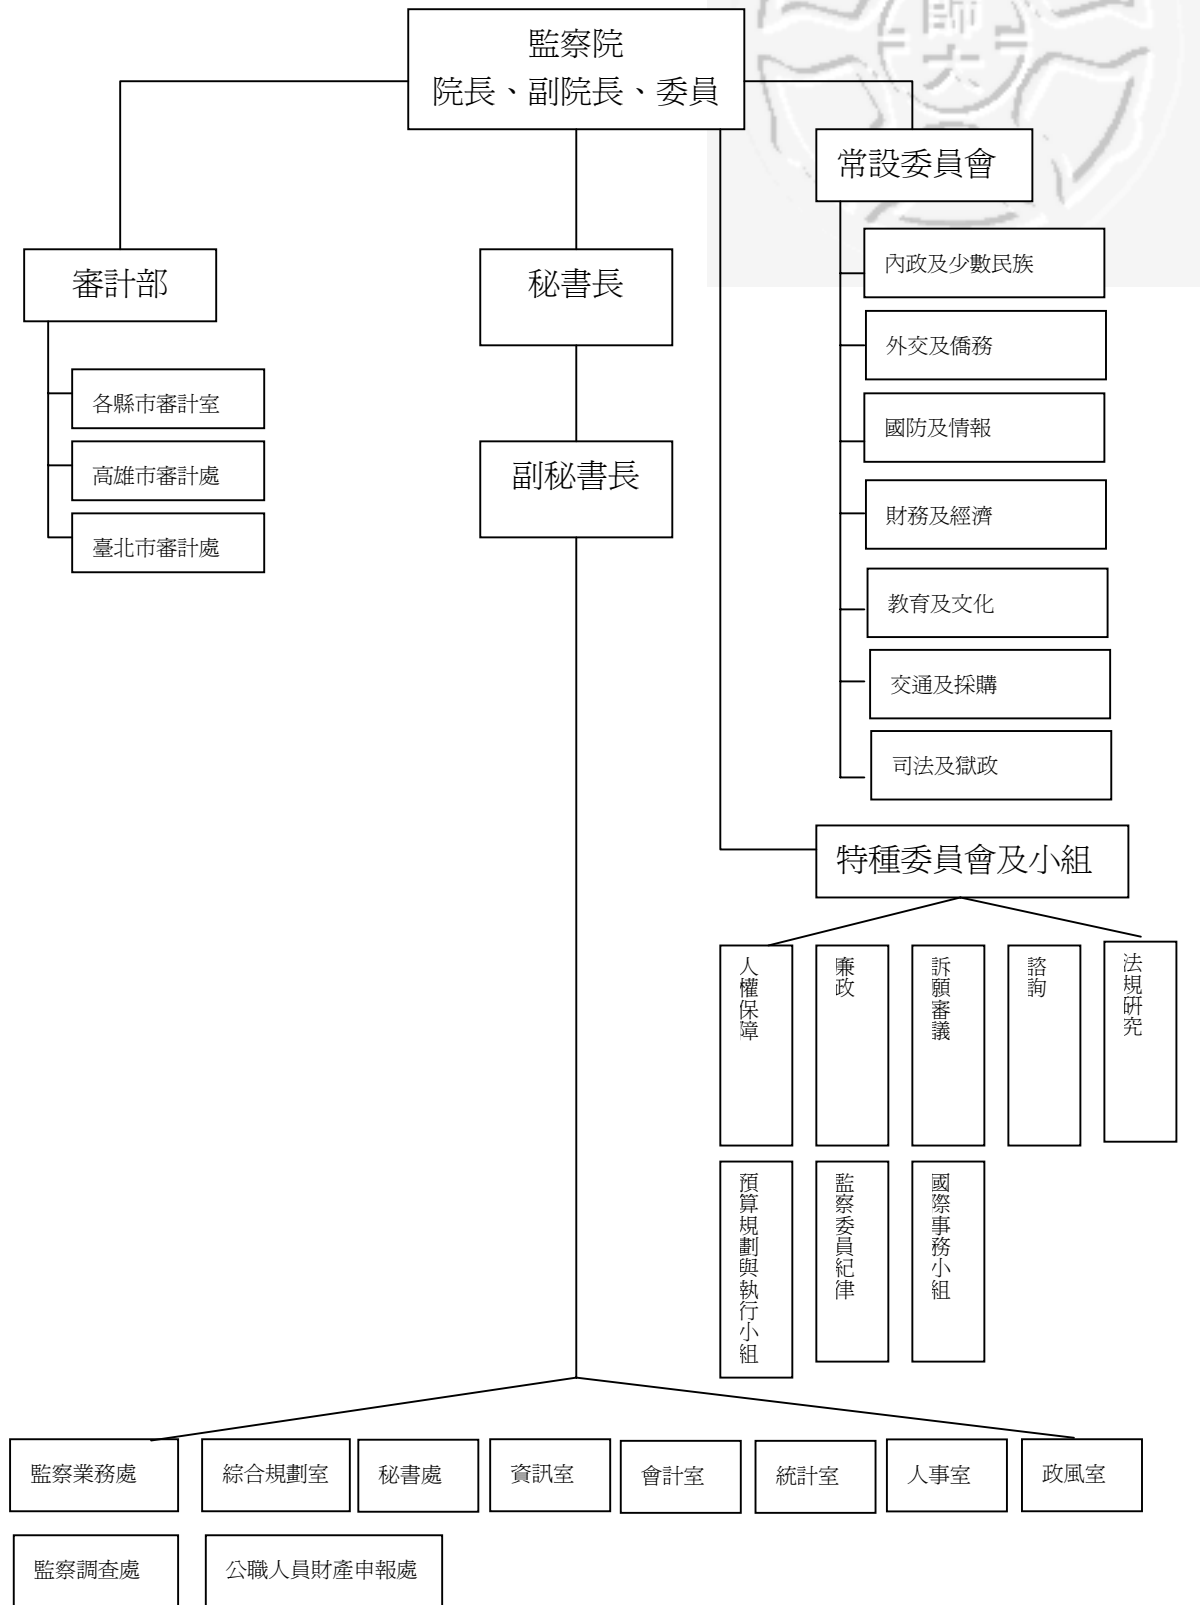 師
大
監察院
院長、副院長、委員
常設委員會
內政及少數民族
外交及僑務
國防及情報
財務及經濟
教育及文化
交通及採購
司法及獄政
審計部
各縣市審計室
高雄市審計處
臺北市審計處
秘書長
副秘書長
特種委員會及小組
人權保障
廉政
訴願審議
諮詢
法規研究
預算規劃與執行小組
監察委員紀律
國際事務小組
監察業務處
綜合規劃室
秘書處
資訊室
會計室
統計室
人事室
政風室
監察調查處
公職人員財產申報處